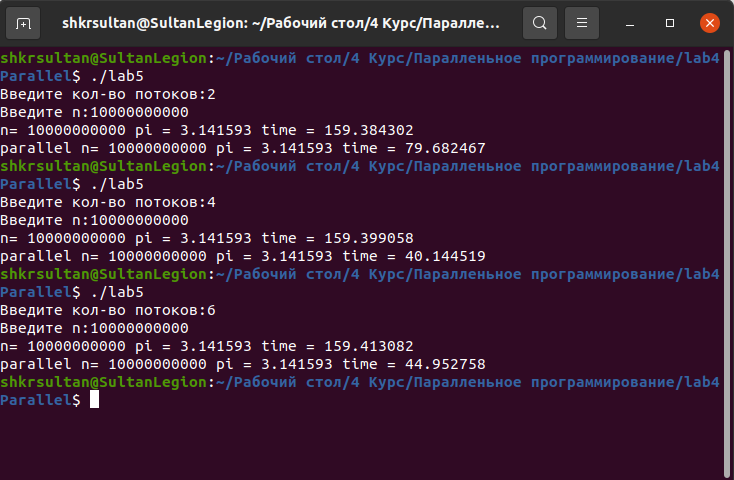 shkrsultan@SultanLegion: ~/Рабочий стол/4 Курс/Паралле...
shkrsultan@SultanLegion:~/Рабочий стол/4 Курс/Паралленьное программирование/lab4
Parallel$ ./lab5
Введите кол-во потоков:2
Введите n:10000000000
n= 10000000000 pi = 3.141593 time = 159.384302
parallel n= 10000000000 pi = 3.141593 time = 79.682467
shkrsultan@SultanLegion:~/Рабочий стол/4 Курс/Паралленьное программирование/lab4
Parallel$ ./lab5
Введите кол-во потоков:4
Введите n:10000000000
n= 10000000000 pi = 3.141593 time = 159.399058
parallel n= 10000000000 pi = 3.141593 time = 40.144519
shkrsultan@SultanLegion:~/Рабочий стол/4 Курс/Паралленьное программирование/lab4
Parallel$ ./lab5
Введите кол-во потоков:6
Введите n:10000000000
n= 10000000000 pi = 3.141593 time = 159.413082
parallel n= 10000000000 pi = 3.141593 time = 44.952758
shkrsultan@SultanLegion:~/Рабочий стол/4 Курс/Паралленьное программирование/lab4
Parallel$